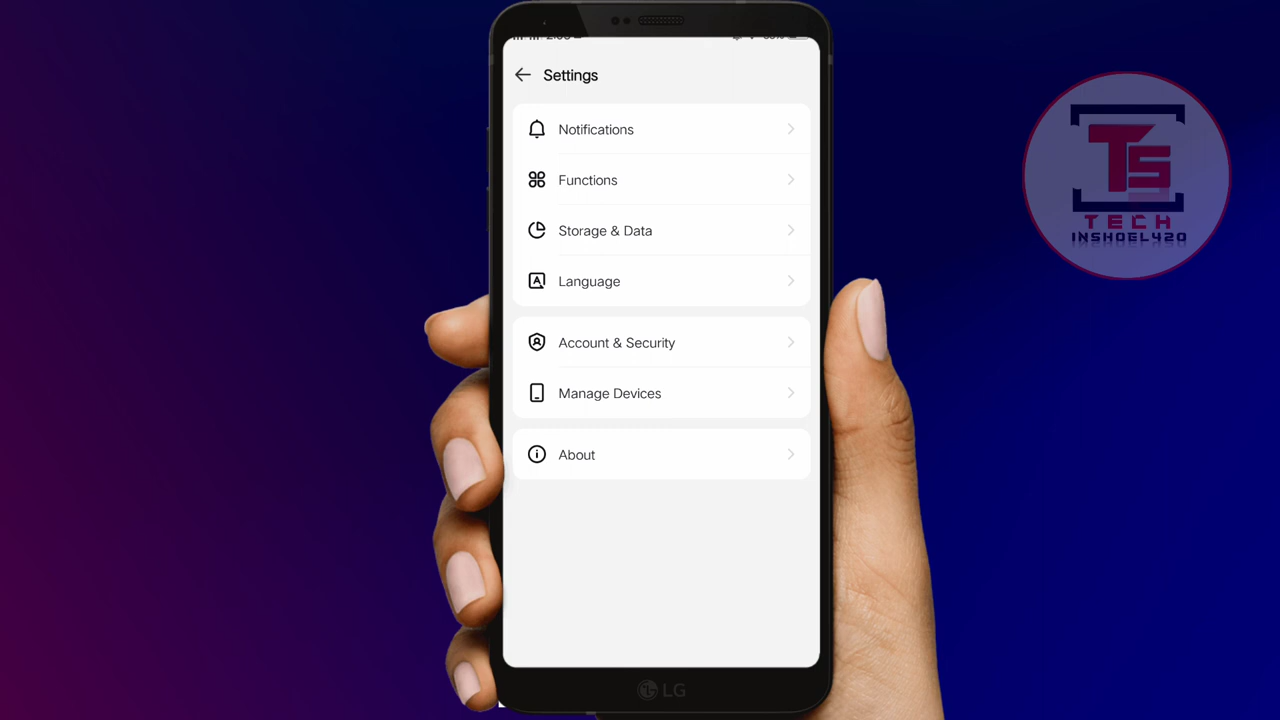 Settings
Notifications
Functions
Storage & Data
Language
Account & Security
Manage Devices
About
LG
TS
TECH
INSHOEL420